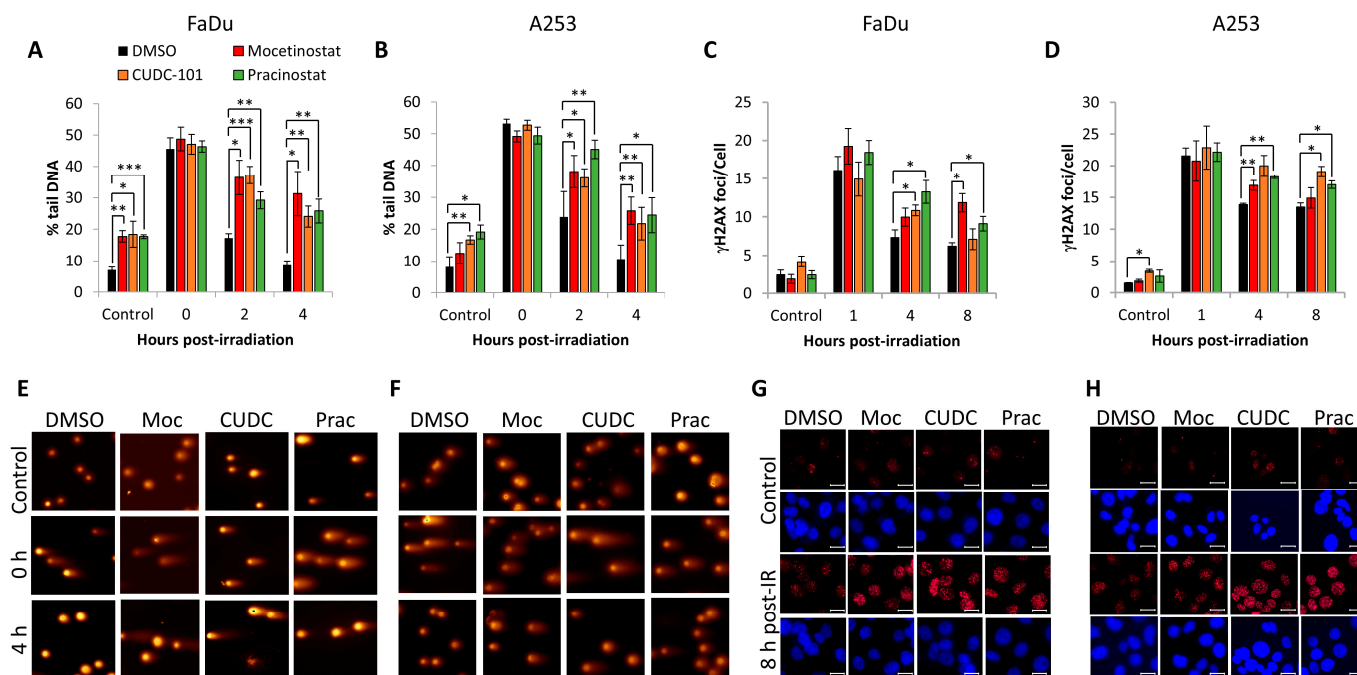 FaDu
A253
FaDu
A253
A
B
C
D
DMSO
Mocetinostat
CUDC-101
Pracinostat
% tail DNA
60
50
40
30
20
10
0
***
*
**
**
***
*
**
**
*
Control
0
2
4
Hours post-irradiation
% tail DNA
60
50
40
30
20
10
0
*
**
**
*
*
*
**
**
Control
0
2
4
Hours post-irradiation
γH2AX foci/Cell
25
20
15
10
5
0
*
*
*
*
Control
1
4
8
Hours post-irradiation
γH2AX foci/Cell
30
25
20
15
10
5
0
*
**
**
*
*
Control
1
4
8
Hours post-irradiation
E
F
G
H
DMSO Moc CUDC Prac
DMSO Moc CUDC Prac
DMSO Moc CUDC Prac
DMSO Moc CUDC Prac
Control
0 h
4 h
Control
8 h post-IR